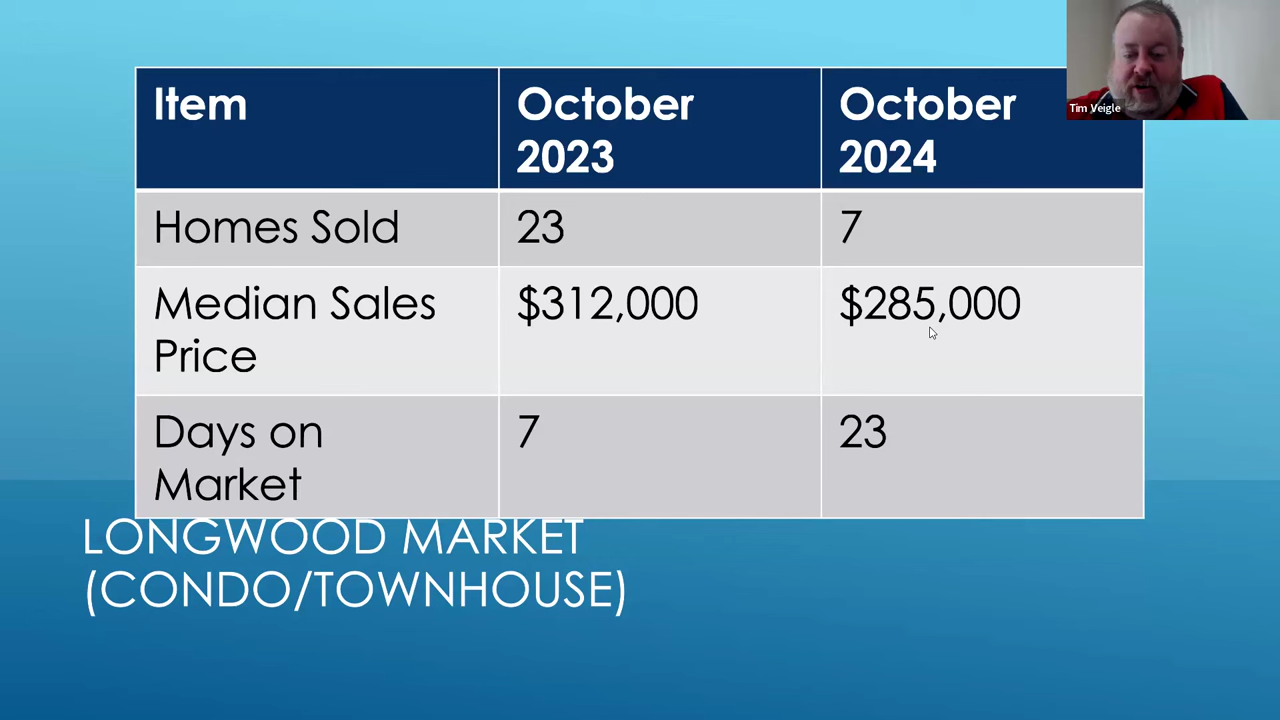 Item
October
2023
October
2024
Tim Veigle
Homes Sold
23
7
Median Sales
Price
$312,000
$285,000
Days on
Market
7
23
LONGWOOD MARKET
(CONDO/TOWNHOUSE)